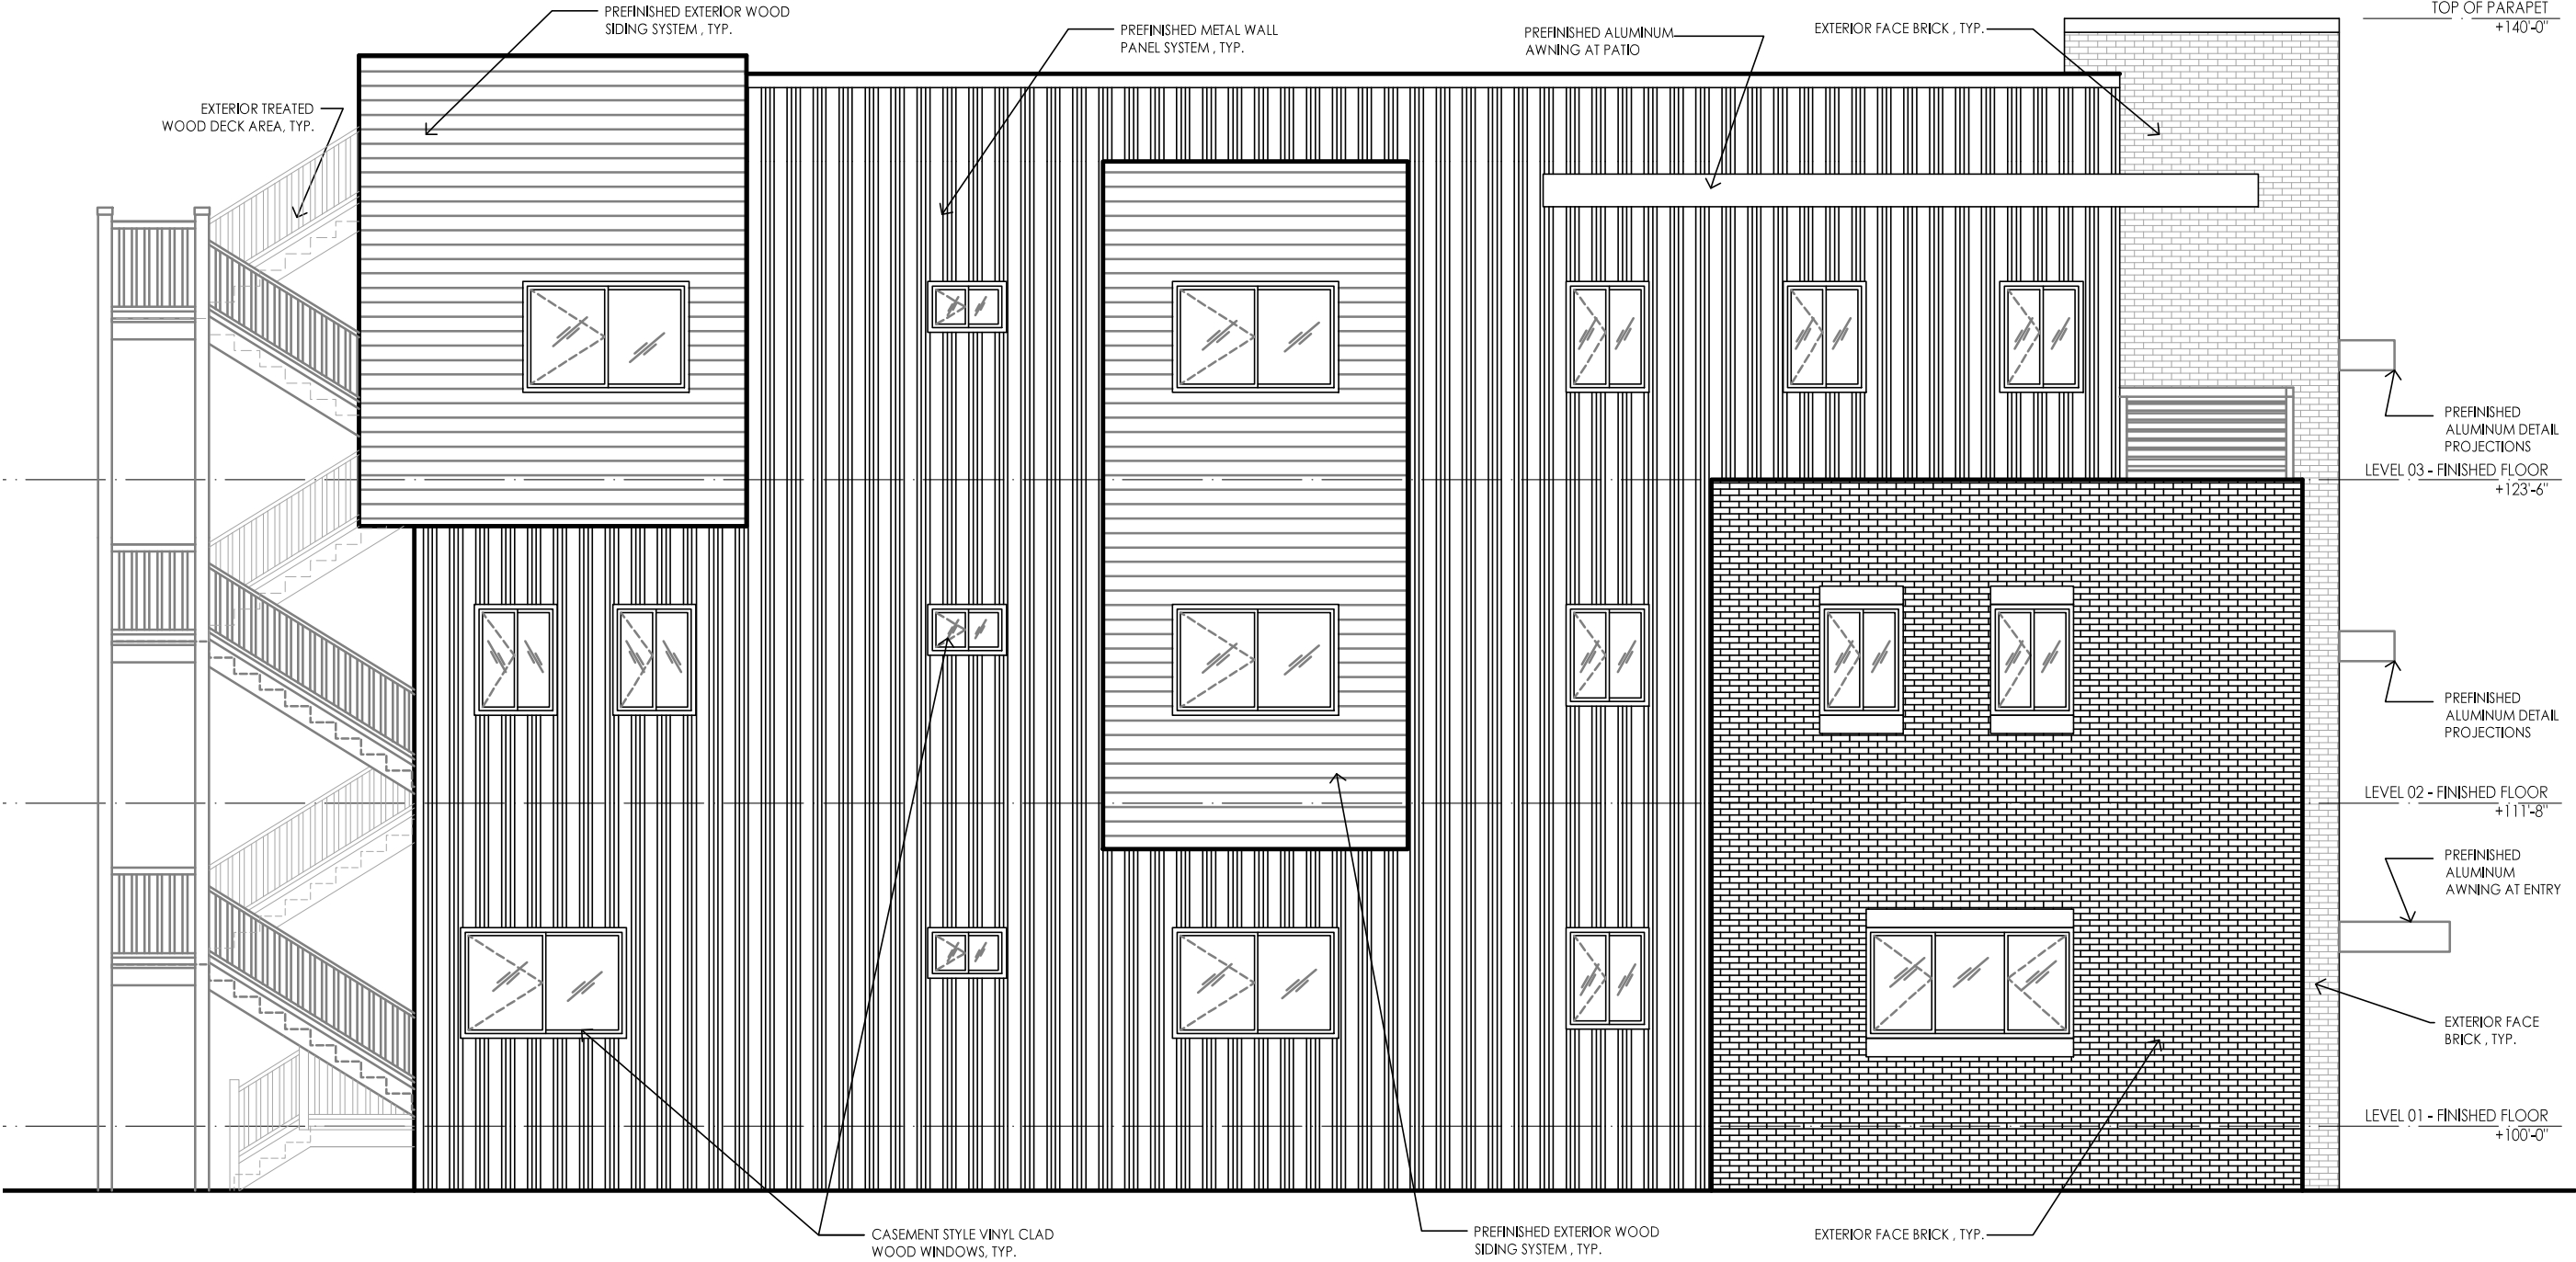 PREFINISHED EXTERIOR WOOD
SIDING SYSTEM , TYP.
PREFINISHED METAL WALL
PANEL SYSTEM , TYP.
PREFINISHED ALUMINUM
AWNING AT PATIO
EXTERIOR FACE BRICK , TYP.
TOP OF PARAPET
+140'-0"
EXTERIOR TREATED
WOOD DECK AREA, TYP.
PREFINISHED
ALUMINUM DETAIL
PROJECTIONS
LEVEL 03 - FINISHED FLOOR
+123'-6"
PREFINISHED
ALUMINUM DETAIL
PROJECTIONS
LEVEL 02 - FINISHED FLOOR
+111'-8"
PREFINISHED
ALUMINUM
AWNING AT ENTRY
EXTERIOR FACE
BRICK , TYP.
LEVEL 01 - FINISHED FLOOR
+100'-0"
CASEMENT STYLE VINYL CLAD
WOOD WINDOWS, TYP.
PREFINISHED EXTERIOR WOOD
SIDING SYSTEM , TYP.
EXTERIOR FACE BRICK , TYP.